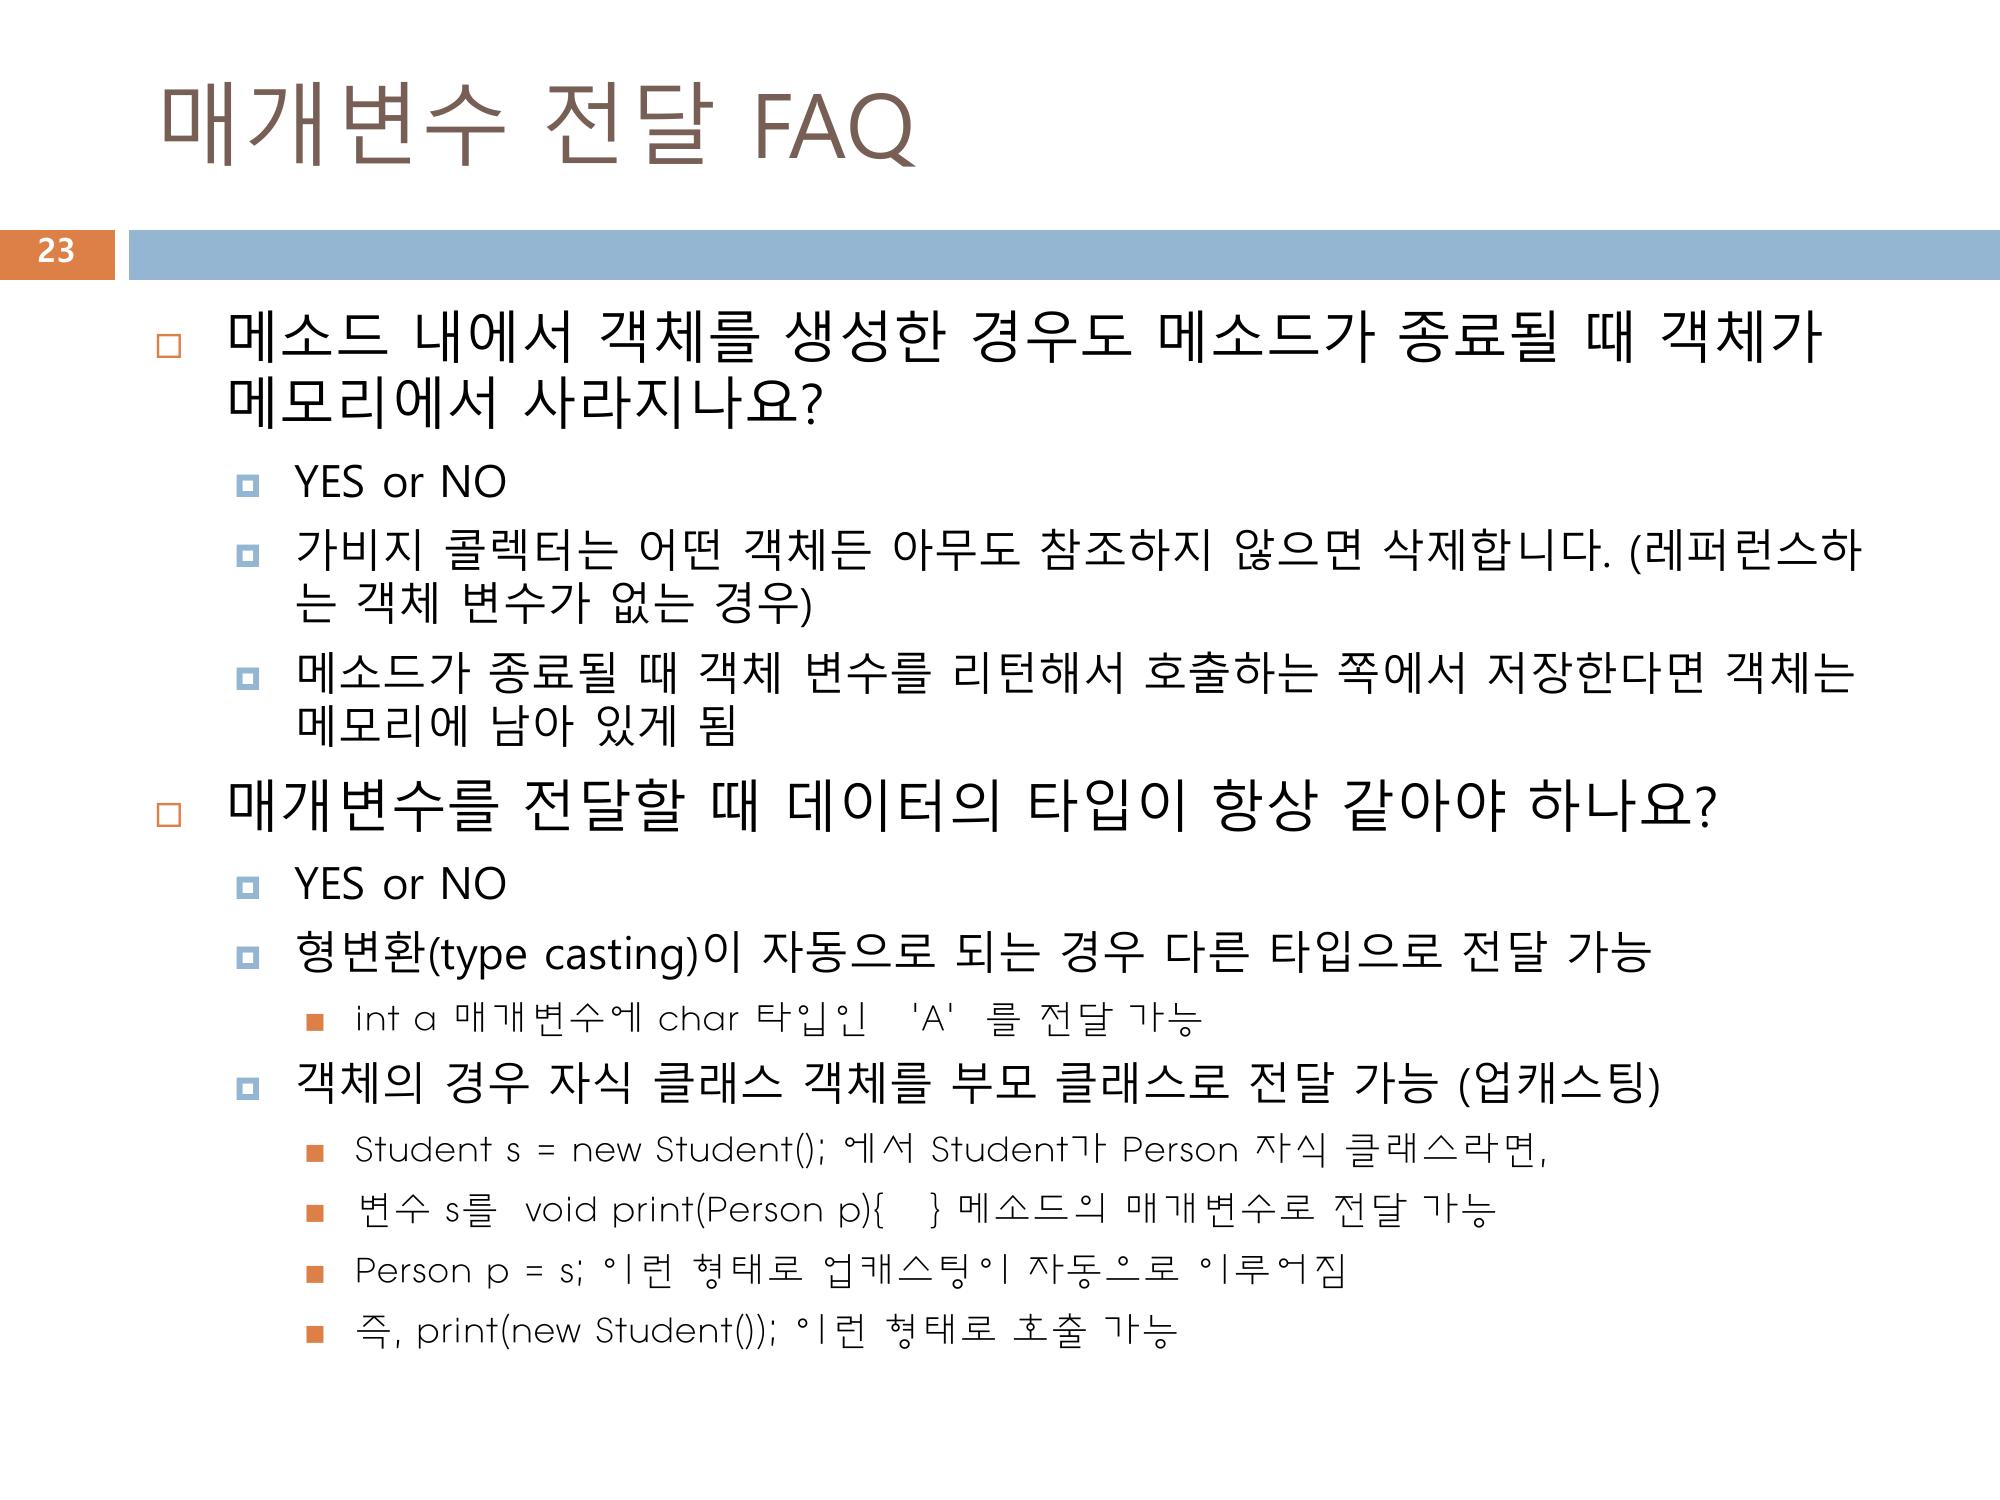 매개변수 전달 FAQ
23
메소드 내에서 객체를 생성한 경우도 메소드가 종료될 때 객체가
메모리에서 사라지나요?
YES or NO
가비지 콜렉터는 어떤 객체든 아무도 참조하지 않으면 삭제합니다. (레퍼런스하
는 객체 변수가 없는 경우)
메소드가 종료될 때 객체 변수를 리턴해서 호출하는 쪽에서 저장한다면 객체는
메모리에 남아 있게 됨
매개변수를 전달할 때 데이터의 타입이 항상 같아야 하나요?
YES or NO
형변환(type casting)이 자동으로 되는 경우 다른 타입으로 전달 가능
int a 매개변수에 char 타입인 'A' 를 전달 가능
객체의 경우 자식 클래스 객체를 부모 클래스로 전달 가능 (업캐스팅)
Student s = new Student(); 에서 Student가 Person 자식 클래스라면,
변수 s를 void print(Person p){ } 메소드의 매개변수로 전달 가능
Person p = s; 이런 형태로 업캐스팅이 자동으로 이루어짐
즉, print(new Student()); 이런 형태로 호출 가능